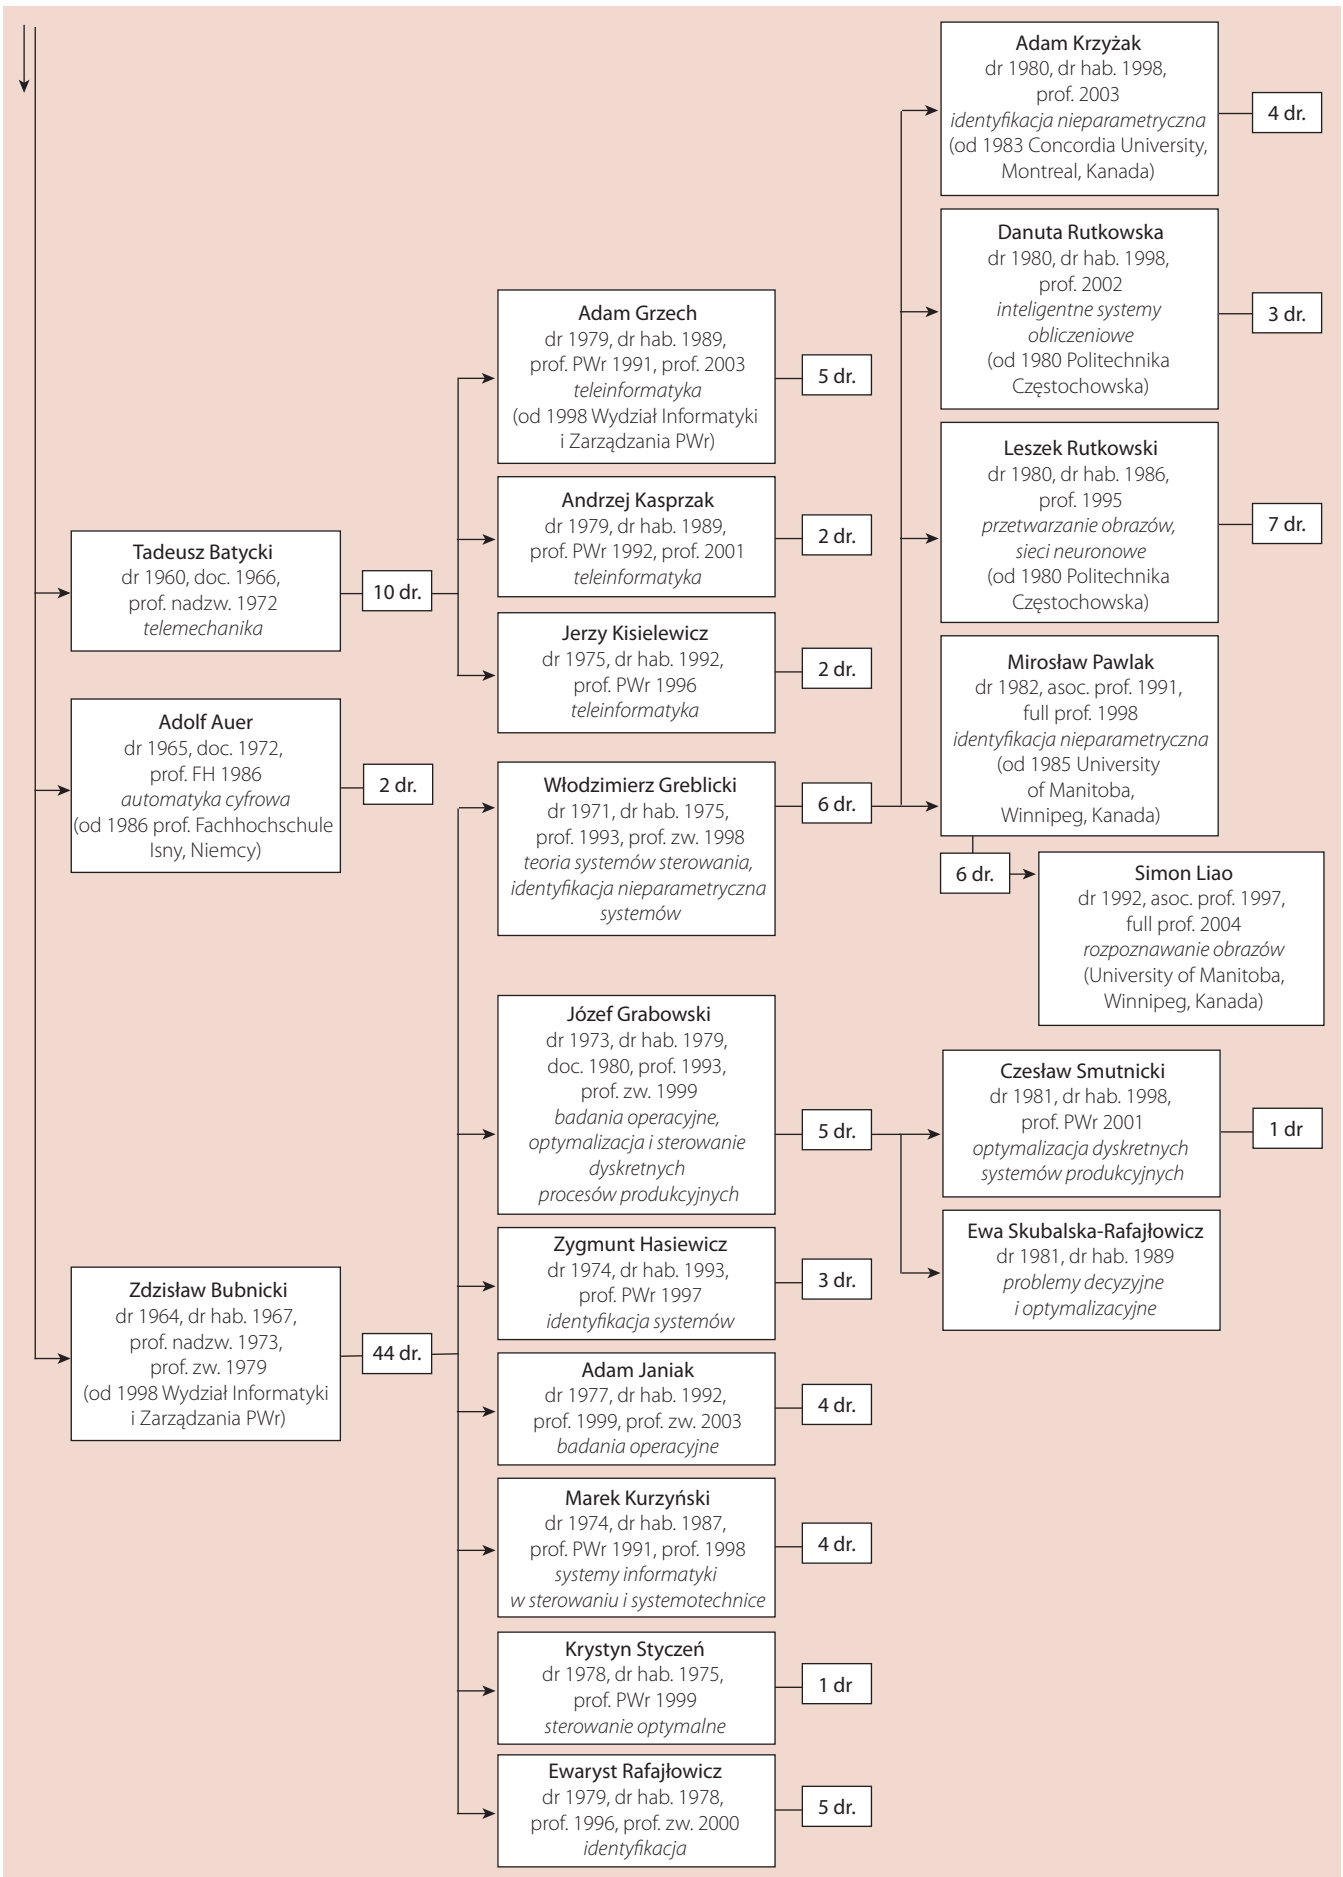 Adam Krzyżak
dr 1980, dr hab. 1998,
prof. 2003
identyfikacja nieparametryczna
(od 1983 Concordia University,
Montreal, Kanada)
4 dr.
Danuta Rutkowska
dr 1980, dr hab. 1998,
prof. 2002
inteligentne systemy
obliczeniowe
(od 1980 Politechnika
Częstochowska)
3 dr.
Adam Grzech
dr 1979, dr hab. 1989,
prof. PWr 1991, prof. 2003
teleinformatyka
(od 1998 Wydział Informatyki
i Zarządzania PWr)
5 dr.
Leszek Rutkowski
dr 1980, dr hab. 1986,
prof. 1995
przetwarzanie obrazów,
sieci neuronowe
(od 1980 Politechnika
Częstochowska)
7 dr.
Andrzej Kasprzak
dr 1979, dr hab. 1989,
prof. PWr 1992, prof. 2001
teleinformatyka
2 dr.
Tadeusz Batycki
dr 1960, doc. 1966,
prof. nadzw. 1972
telemechanika
10 dr.
Jerzy Kisielewicz
dr 1975, dr hab. 1992,
prof. PWr 1996
teleinformatyka
2 dr.
Mirosław Pawlak
dr 1982, asoc. prof. 1991,
full prof. 1998
identyfikacja nieparametryczna
(od 1985 University
of Manitoba,
Winnipeg, Kanada)
Adolf Auer
dr 1965, doc. 1972,
prof. FH 1986
automatyka cyfrowa
(od 1986 prof. Fachhochschule
Isny, Niemcy)
2 dr.
Włodzimierz Greblicki
dr 1971, dr hab. 1975,
prof. 1993, prof. zw. 1998
teoria systemów sterowania,
identyfikacja nieparametryczna
systemów
6 dr.
6 dr.
Simon Liao
dr 1992, asoc. prof. 1997,
full prof. 2004
rozpoznawanie obrazów
(University of Manitoba,
Winnipeg, Kanada)
Józef Grabowski
dr 1973, dr hab. 1979,
doc. 1980, prof. 1993,
prof. zw. 1999
badania operacyjne,
optymalizacja i sterowanie
dyskretnych
procesów produkcyjnych
5 dr.
Czesław Smutnicki
dr 1981, dr hab. 1998,
prof. PWr 2001
optymalizacja dyskretnych
systemów produkcyjnych
1 dr
Ewa Skubalska-Rafajłowicz
dr 1981, dr hab. 1989
problemy decyzyjne
i optymalizacyjne
Zygmunt Hasiewicz
dr 1974, dr hab. 1993,
prof. PWr 1997
identyfikacja systemów
3 dr.
Zdzisław Bubnicki
dr 1964, dr hab. 1967,
prof. nadzw. 1973,
prof. zw. 1979
(od 1998 Wydział Informatyki
i Zarządzania PWr)
44 dr.
Adam Janiak
dr 1977, dr hab. 1992,
prof. 1999, prof. zw. 2003
badania operacyjne
4 dr.
Marek Kurzyński
dr 1974, dr hab. 1987,
prof. PWr 1991, prof. 1998
systemy informatyki
w sterowaniu i systemotechnice
4 dr.
Krystyn Styczeń
dr 1978, dr hab. 1975,
prof. PWr 1999
sterowanie optymalne
1 dr
Ewaryst Rafajłowicz
dr 1979, dr hab. 1978,
prof. 1996, prof. zw. 2000
identyfikacja
5 dr.